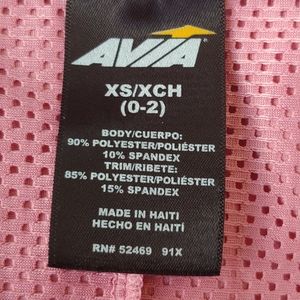 AVIA
XS/XCH
(0-2)
BODY/CUERPO:
90% POLYESTER/POLIÉSTER
10% SPANDEX
TRIM/RIBETE:
85% POLYESTER/POLIÉSTER
15% SPANDEX
MADE IN HAITI
HECHO EN HAITÍ
RN# 52469 91X